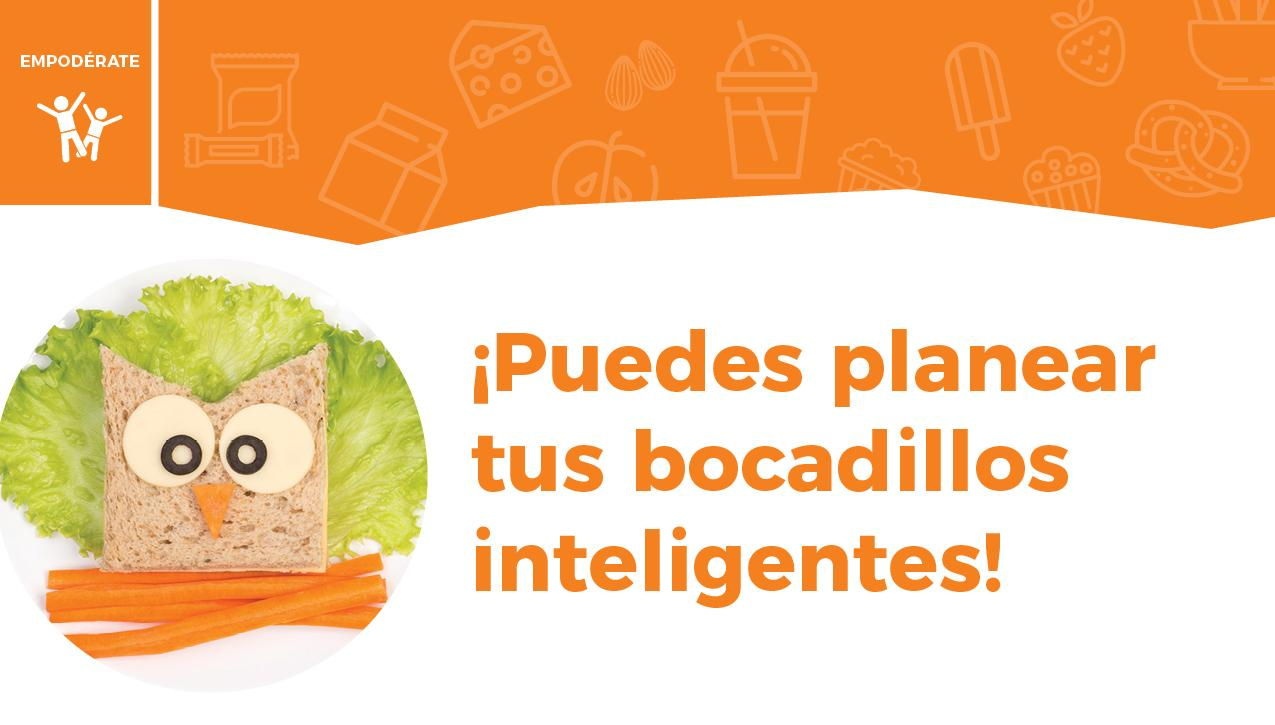 EMPODÉRATE
¡Puedes planear
tus bocadillos
inteligentes!